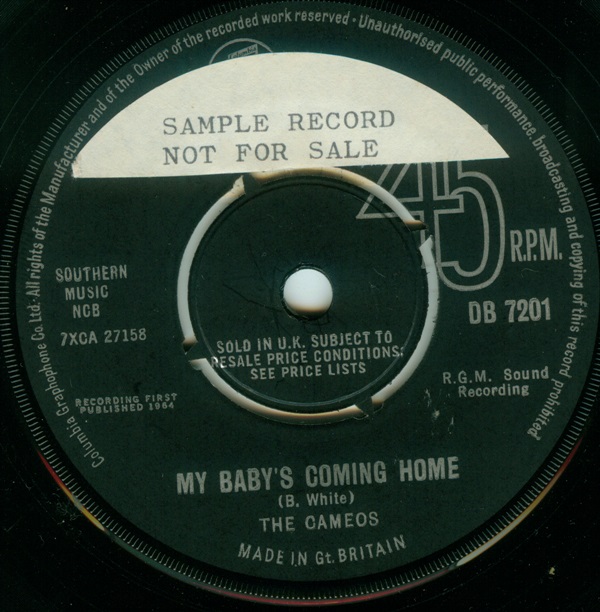 Columbia Graphophone Co. Ltd. · All rights of the Manufacturer and of the Owner of the recorded work reserved · Unauthorised public performance, broadcasting and copying of this record prohibited
SAMPLE RECORD
NOT FOR SALE
45
R.P.M.
SOUTHERN
MUSIC
NCB
DB 7201
7XCA 27158
SOLD IN U.K. SUBJECT TO
RESALE PRICE CONDITIONS,
SEE PRICE LISTS
R.G.M. Sound
Recording
RECORDING FIRST
PUBLISHED 1964
MY BABY'S COMING HOME
(B. White)
THE CAMEOS
MADE IN Gt. BRITAIN